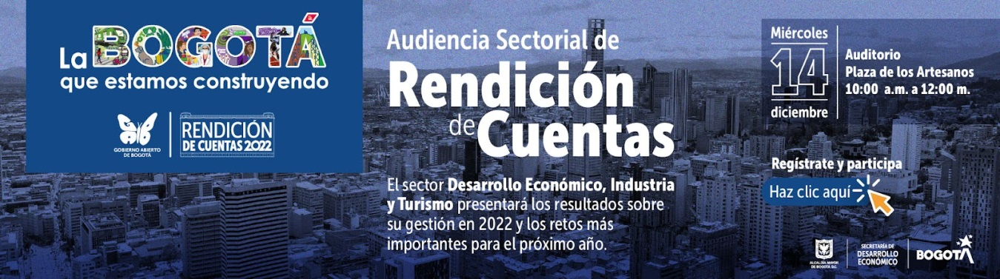 La BOGOTÁ
que estamos construyendo
GOBIERNO ABIERTO
DE BOGOTÁ
RENDICIÓN
DE CUENTAS 2022
Audiencia Sectorial de
Rendición
de Cuentas
El sector Desarrollo Económico, Industria
y Turismo presentará los resultados sobre
su gestión en 2022 y los retos más
importantes para el próximo año.
Miércoles
14
diciembre
Auditorio
Plaza de los Artesanos
10:00 a.m. a 12:00 m.
Regístrate y participa
Haz clic aquí
ALCALDÍA MAYOR
DE BOGOTÁ D.C.
SECRETARÍA DE
DESARROLLO
ECONÓMICO
BOGOTÁ